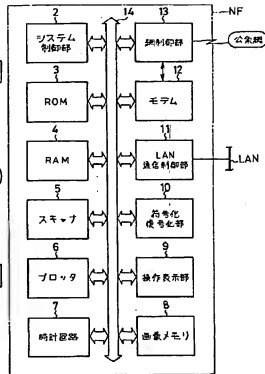 NF
2
14
13
システム
制御部
網制御部
公衆網
3
12
ROM
モデム
4
11
RAM
LAN
通信制御部
LAN
5
10
スキャナ
符号化
復号化部
6
9
プロッタ
操作表示部
7
8
時計回路
画像メモリ